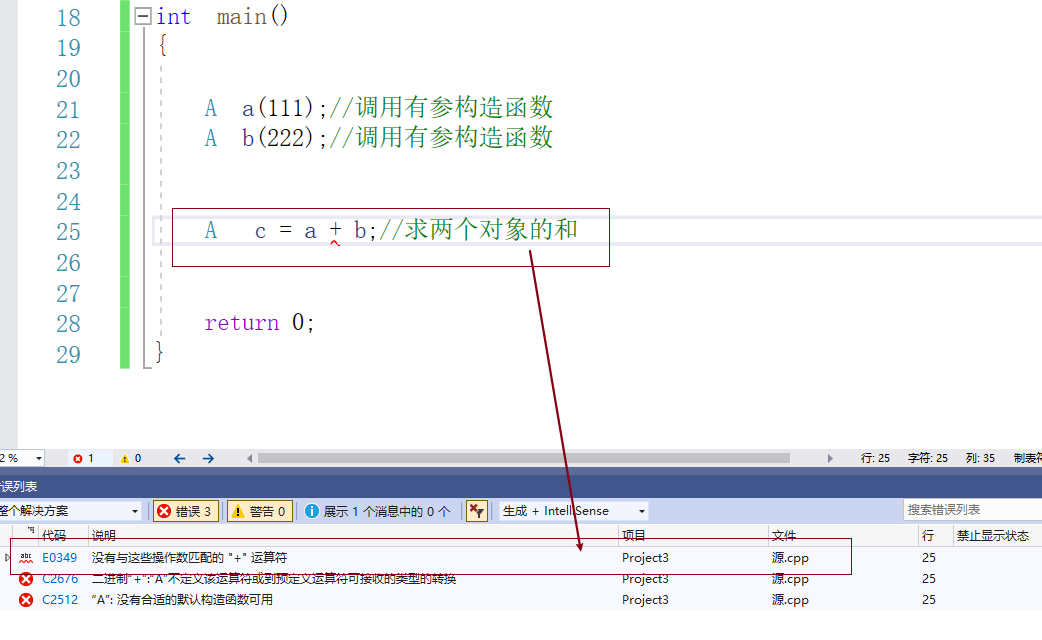 18 int  main()
19 {
20
21 A  a(111);//调用有参构造函数
22 A  b(222);//调用有参构造函数
23
24
25 A   c = a + b;//求两个对象的和
26
27
28 return 0;
29 }
2 % 1 0 行: 25 字符: 25 列: 35 制表符
误列表
整个解决方案 错误 3 警告 0 展示 1 个消息中的 0 个 生成 + IntelliSense 搜索错误列表
代码 说明 项目 文件 行 禁止显示状态
abc E0349 没有与这些操作数匹配的 "+" 运算符 Project3 源.cpp 25
C2676 二进制“+”:“A”不定义该运算符或到预定义运算符可接收的类型的转换 Project3 源.cpp 25
C2512 “A”: 没有合适的默认构造函数可用 Project3 源.cpp 25